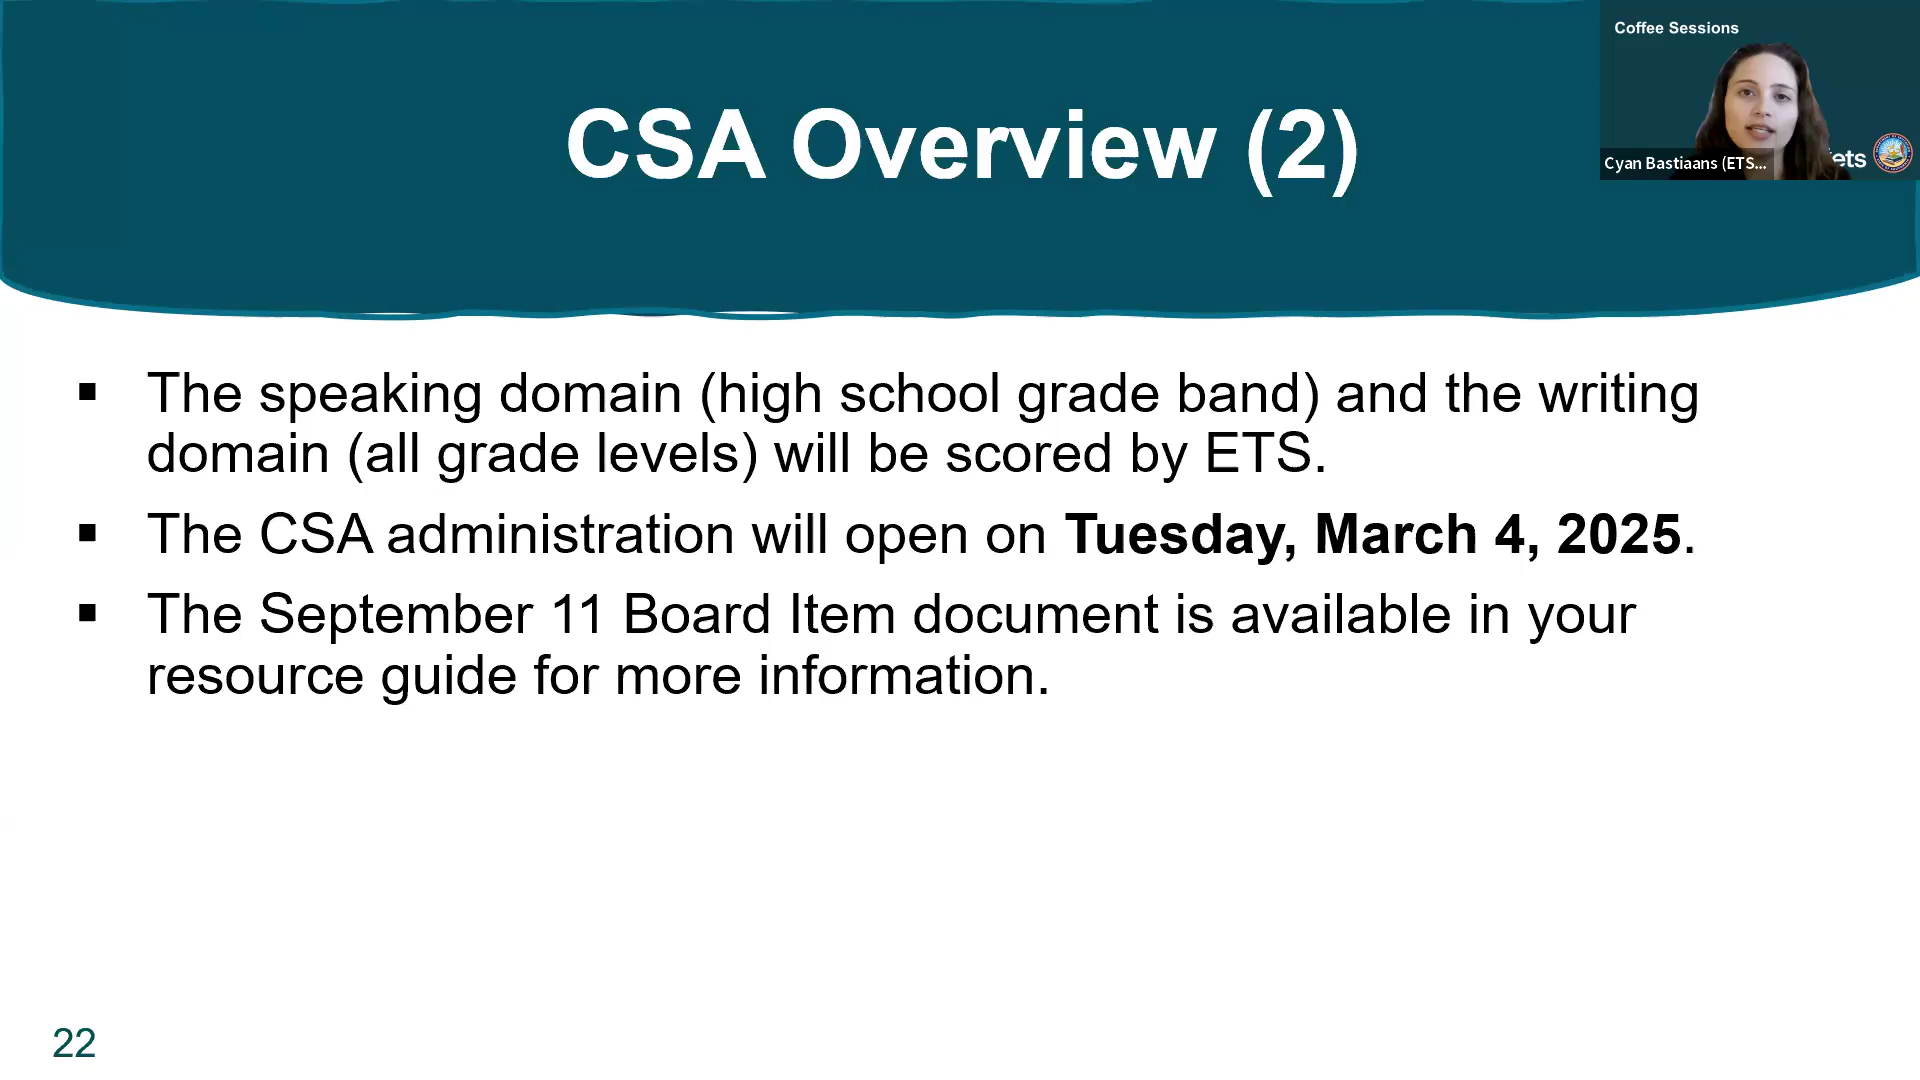 Coffee Sessions
CSA Overview (2)
ets
Cyan Bastiaans (ETS...
▪ The speaking domain (high school grade band) and the writing
domain (all grade levels) will be scored by ETS.
▪ The CSA administration will open on Tuesday, March 4, 2025.
▪ The September 11 Board Item document is available in your
resource guide for more information.
22